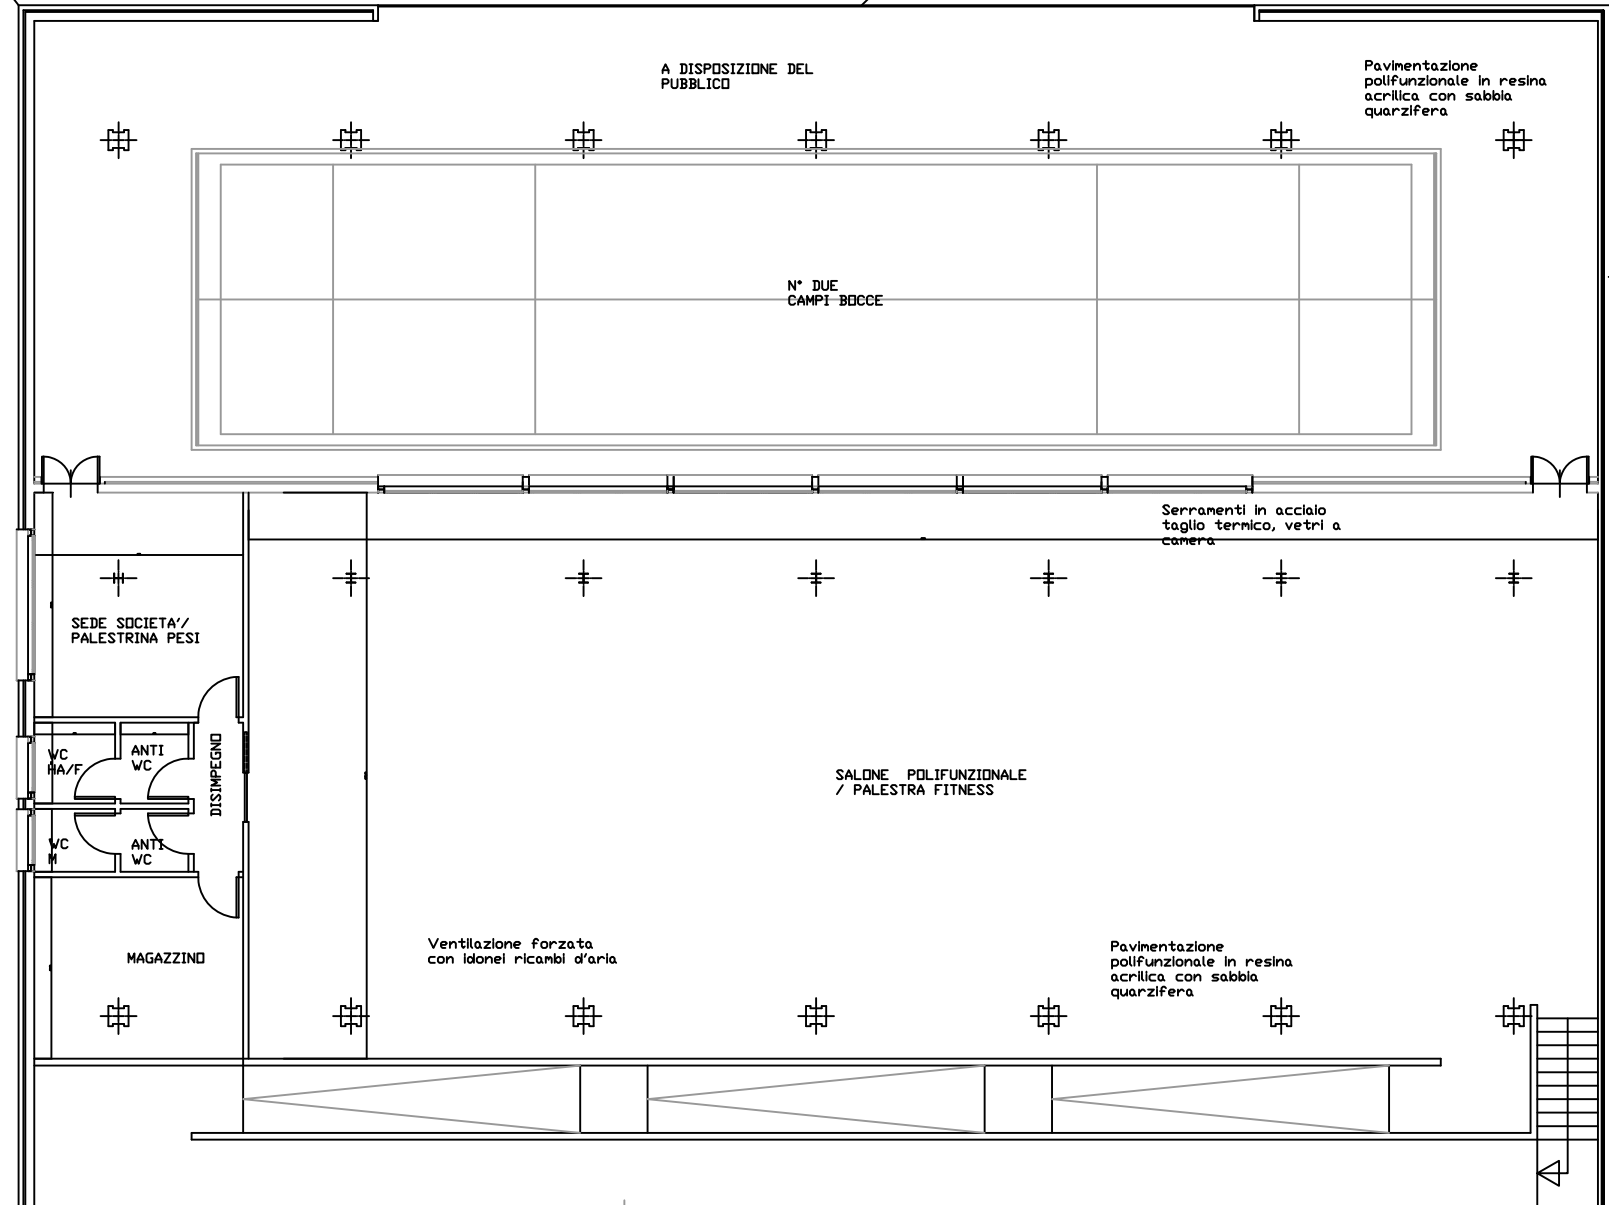 A DISPOSIZIONE DEL
PUBBLICO
Pavimentazione
polifunzionale in resina
acrilica con sabbia
quarzifera
N° DUE
CAMPI BOCCE
Serramenti in acciaio
taglio termico, vetri a
camera
SEDE SOCIETA'/
PALESTRINA PESI
WC
HA/F
ANTI
WC
DISIMPEGNO
SALONE POLIFUNZIONALE
/ PALESTRA FITNESS
WC
M
ANTI
WC
MAGAZZINO
Ventilazione forzata
con idonei ricambi d'aria
Pavimentazione
polifunzionale in resina
acrilica con sabbia
quarzifera